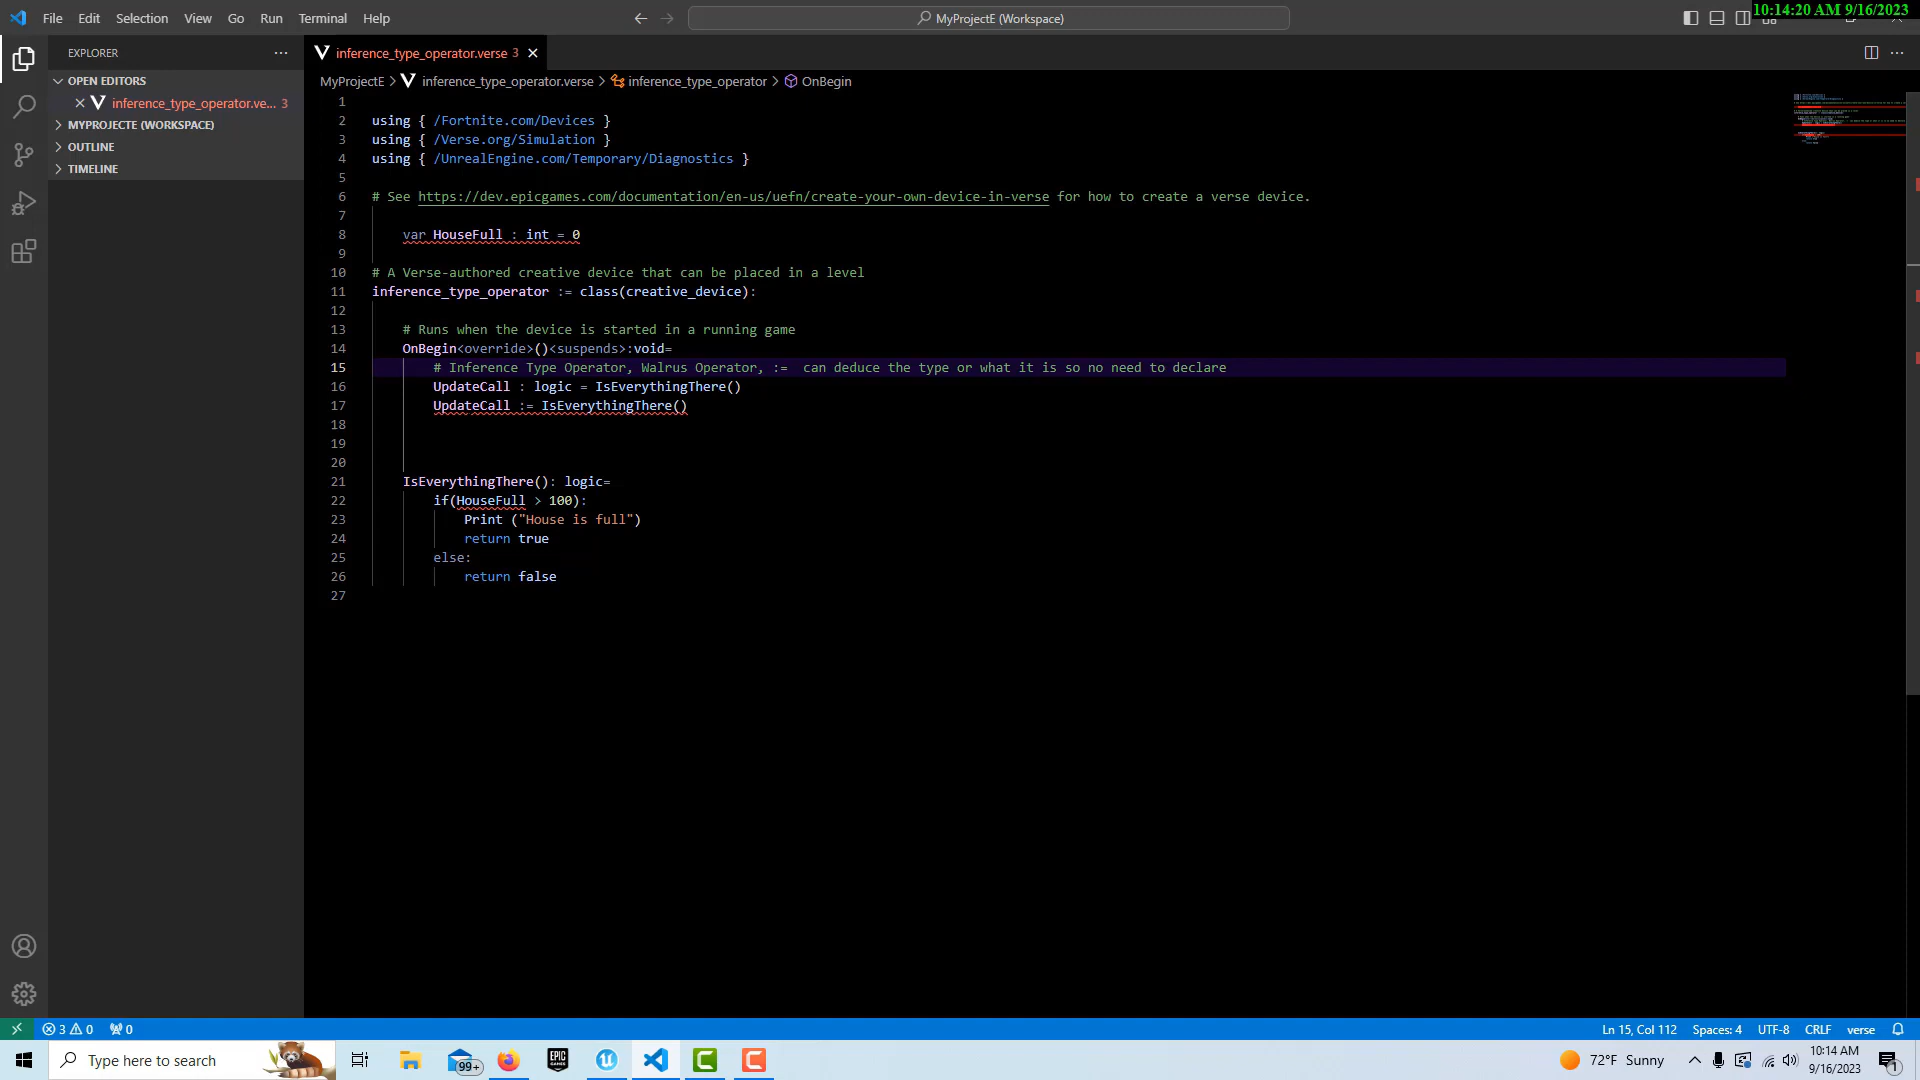 File Edit Selection View Go Run Terminal Help
MyProjectE (Workspace)
10:14:20 AM 9/16/2023
EXPLORER
inference_type_operator.verse 3
OPEN EDITORS
MyProjectE > inference_type_operator.verse > inference_type_operator > OnBegin
inference_type_operator.ve... 3
MYPROJECTE (WORKSPACE)
OUTLINE
TIMELINE
1
2 using { /Fortnite.com/Devices }
3 using { /Verse.org/Simulation }
4 using { /UnrealEngine.com/Temporary/Diagnostics }
5
6 # See https://dev.epicgames.com/documentation/en-us/uefn/create-your-own-device-in-verse for how to create a verse device.
7
8 var HouseFull : int = 0
9
10 # A Verse-authored creative device that can be placed in a level
11 inference_type_operator := class(creative_device):
12
13 # Runs when the device is started in a running game
14 OnBegin<override>()<suspends>:void=
15 # Inference Type Operator, Walrus Operator, :=  can deduce the type or what it is so no need to declare
16 UpdateCall : logic = IsEverythingThere()
17 UpdateCall := IsEverythingThere()
18
19
20
21 IsEverythingThere(): logic=
22 if(HouseFull > 100):
23 Print ("House is full")
24 return true
25 else:
26 return false
27
3 0 0
Ln 15, Col 112 Spaces: 4 UTF-8 CRLF verse
Type here to search
99+
EPIC GAMES
72°F Sunny
10:14 AM
9/16/2023
1